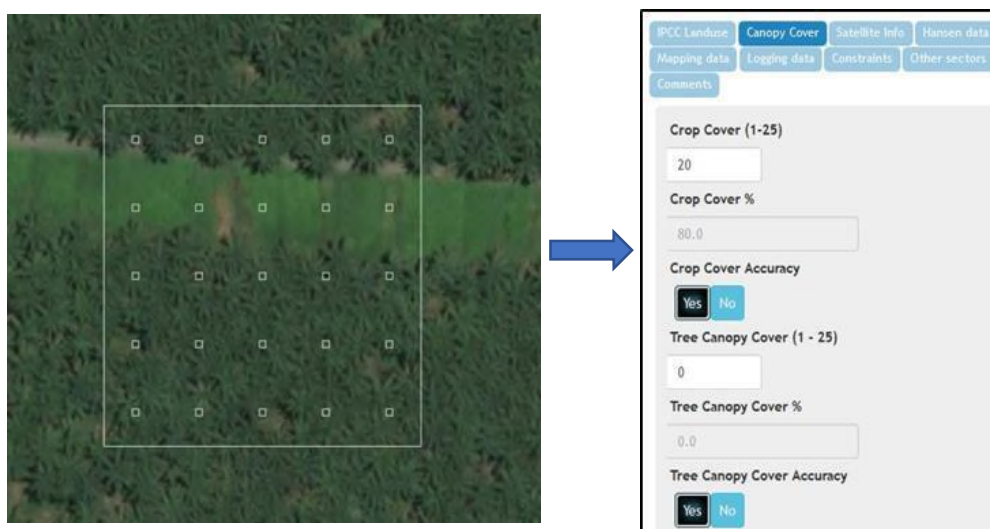 IPCC Landuse Canopy Cover Satellite Info Hansen data
Mapping data Logging data Constraints Other sectors
Comments
Crop Cover (1-25)
20
Crop Cover %
80.0
Crop Cover Accuracy
Yes No
Tree Canopy Cover (1 - 25)
0
Tree Canopy Cover %
0.0
Tree Canopy Cover Accuracy
Yes No